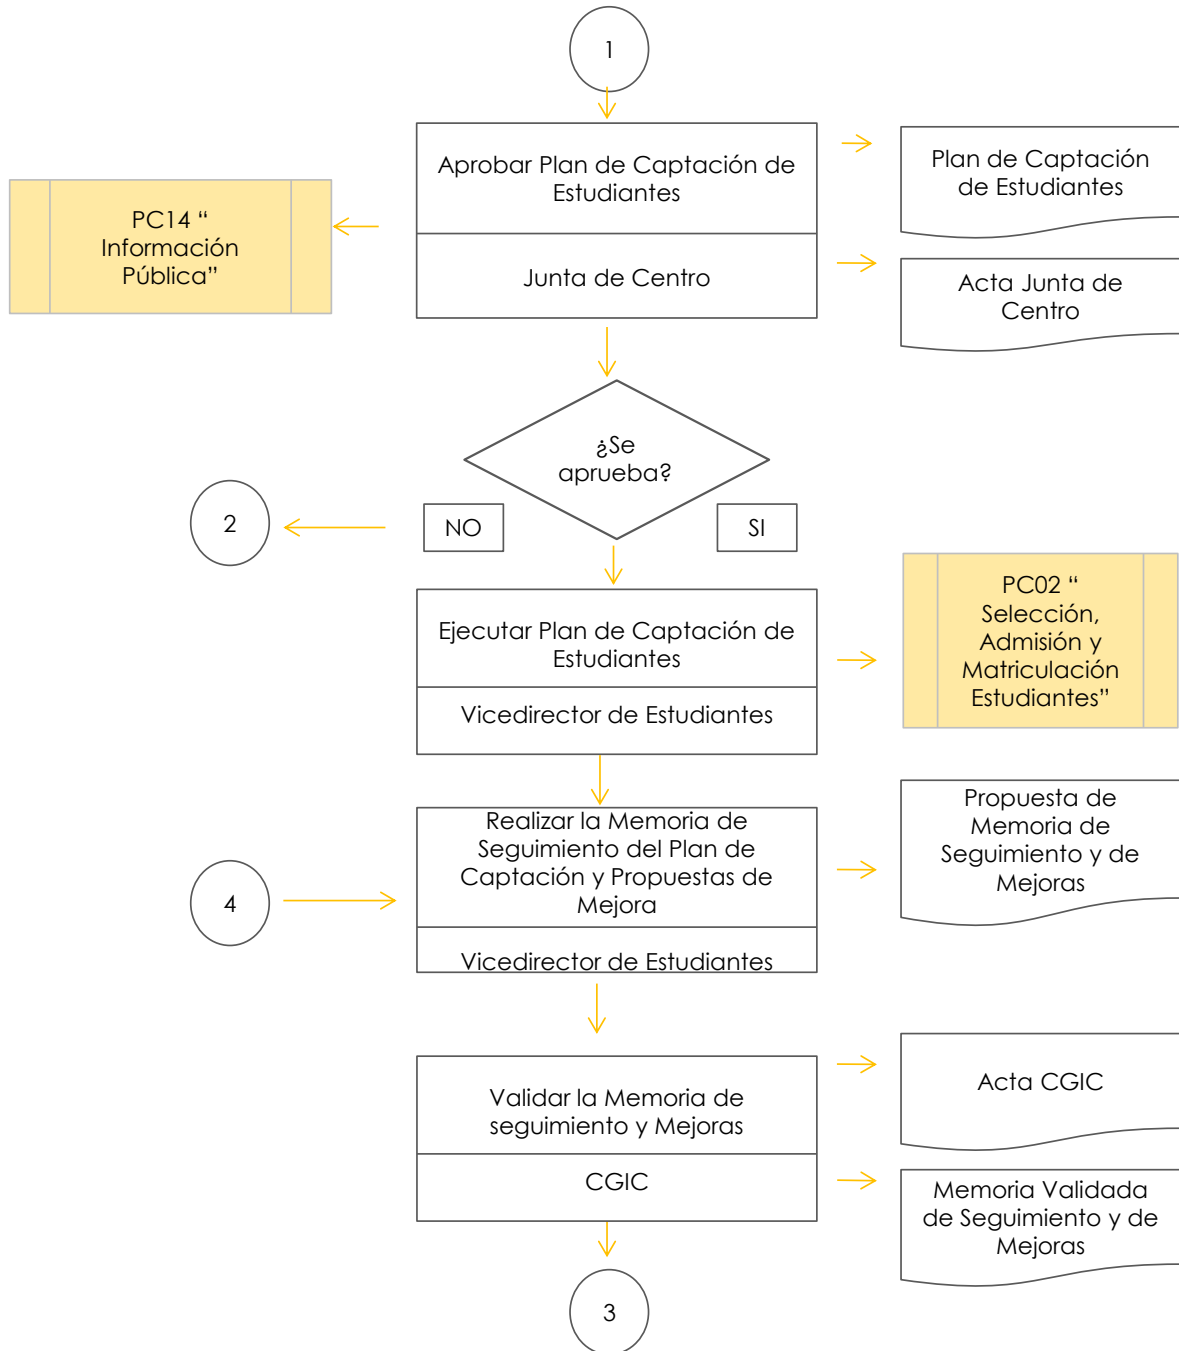 1
Aprobar Plan de Captación de
Estudiantes
Junta de Centro
Plan de Captación
de Estudiantes
Acta Junta de
Centro
PC14 “
Información
Pública”
¿Se
aprueba?
NO
SI
2
Ejecutar Plan de Captación de
Estudiantes
Vicedirector de Estudiantes
PC02 “
Selección,
Admisión y
Matriculación
Estudiantes”
Realizar la Memoria de
Seguimiento del Plan de
Captación y Propuestas de
Mejora
Vicedirector de Estudiantes
4
Propuesta de
Memoria de
Seguimiento y de
Mejoras
Validar la Memoria de
seguimiento y Mejoras
CGIC
Acta CGIC
Memoria Validada
de Seguimiento y de
Mejoras
3